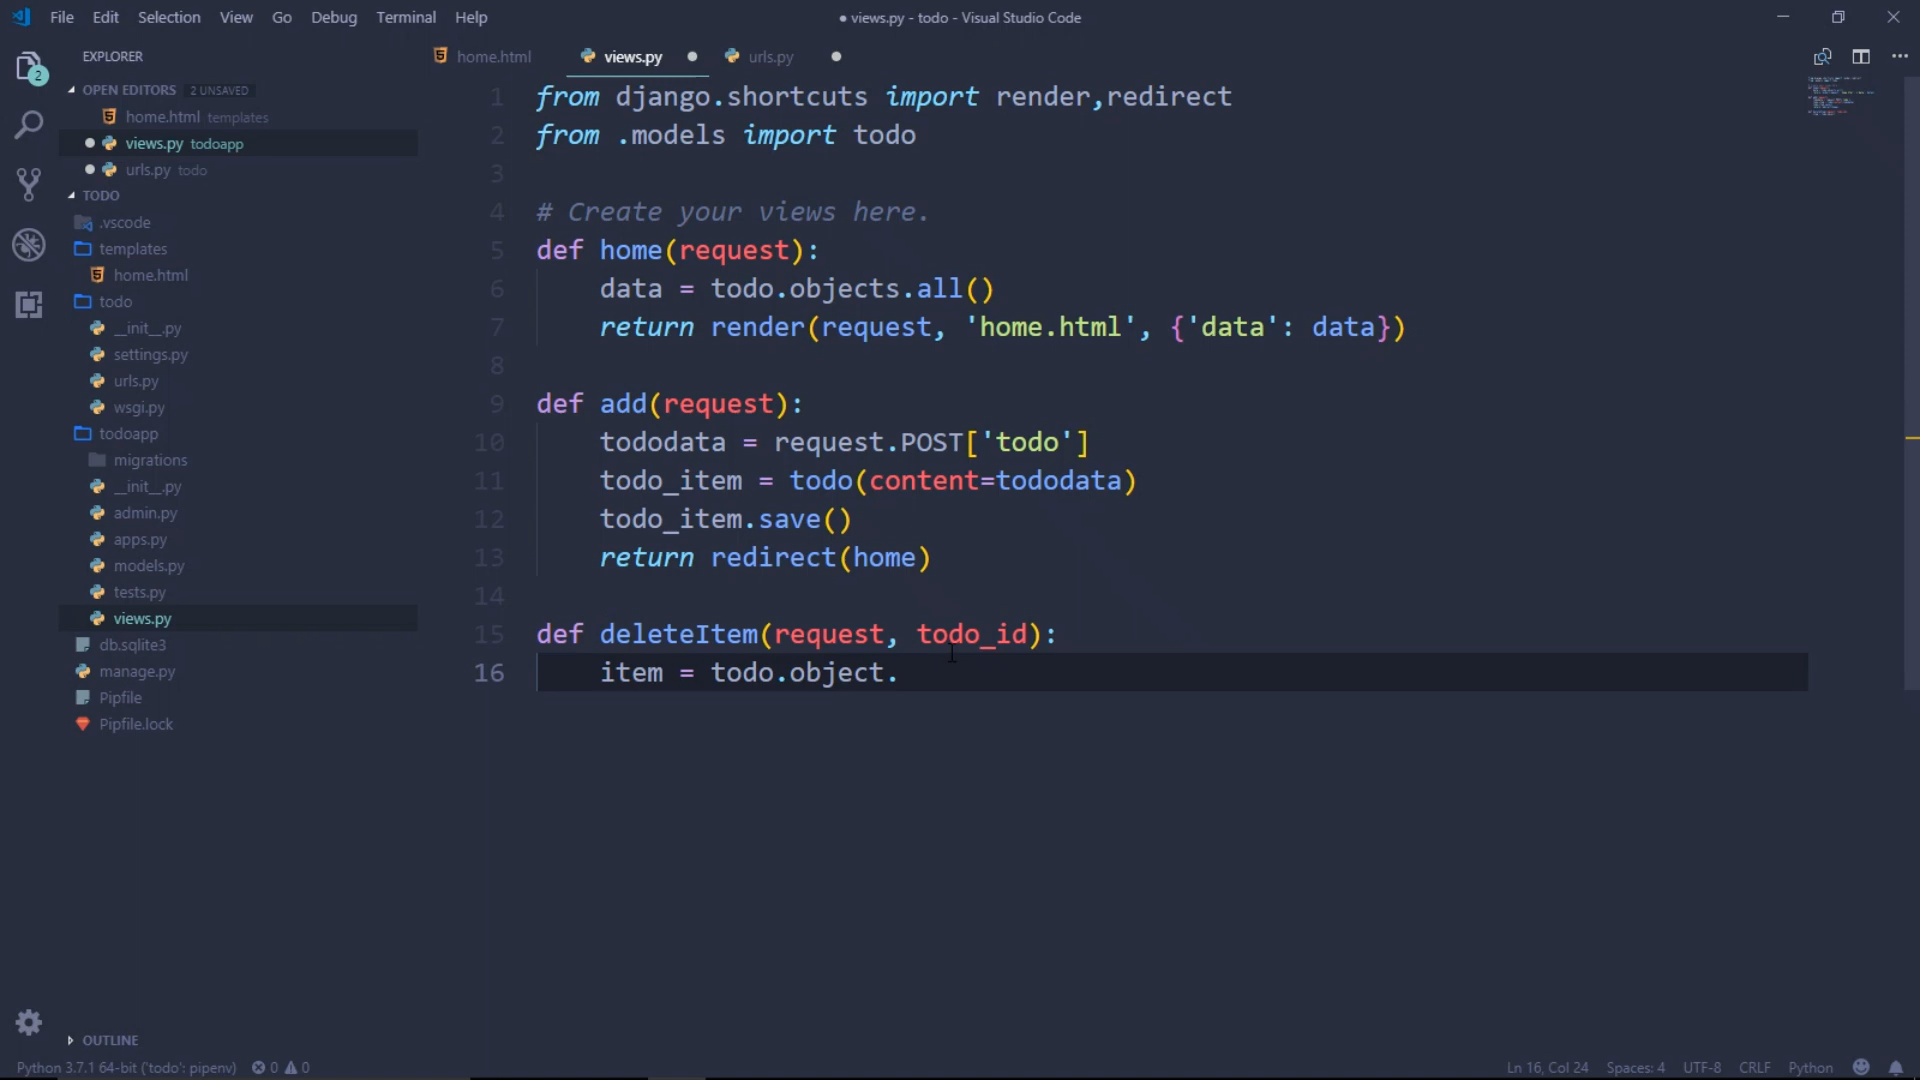 File Edit Selection View Go Debug Terminal Help
● views.py - todo - Visual Studio Code
EXPLORER
home.html views.py urls.py
OPEN EDITORS 2 UNSAVED
home.html templates
views.py todoapp
urls.py todo
TODO
.vscode
templates
home.html
todo
__init__.py
settings.py
urls.py
wsgi.py
todoapp
migrations
__init__.py
admin.py
apps.py
models.py
tests.py
views.py
db.sqlite3
manage.py
Pipfile
Pipfile.lock
OUTLINE
2
1 from django.shortcuts import render,redirect
2 from .models import todo
3
4 # Create your views here.
5 def home(request):
6     data = todo.objects.all()
7     return render(request, 'home.html', {'data': data})
8
9 def add(request):
10     tododata = request.POST['todo']
11     todo_item = todo(content=tododata)
12     todo_item.save()
13     return redirect(home)
14
15 def deleteItem(request, todo_id):
16     item = todo.object.
Python 3.7.1 64-bit ('todo': pipenv) 0 0
Ln 16, Col 24 Spaces: 4 UTF-8 CRLF Python